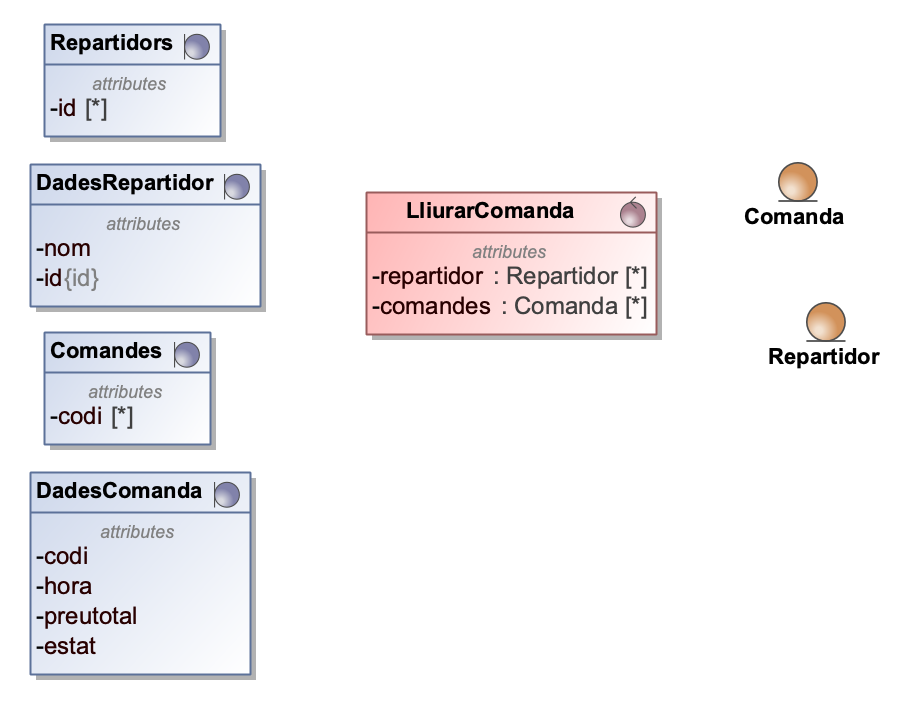 Repartidors
attributes
-id [*]
DadesRepartidor
attributes
-nom
-id{id}
Comandes
attributes
-codi [*]
DadesComanda
attributes
-codi
-hora
-preutotal
-estat
LliurarComanda
attributes
-repartidor : Repartidor [*]
-comandes : Comanda [*]
Comanda
Repartidor